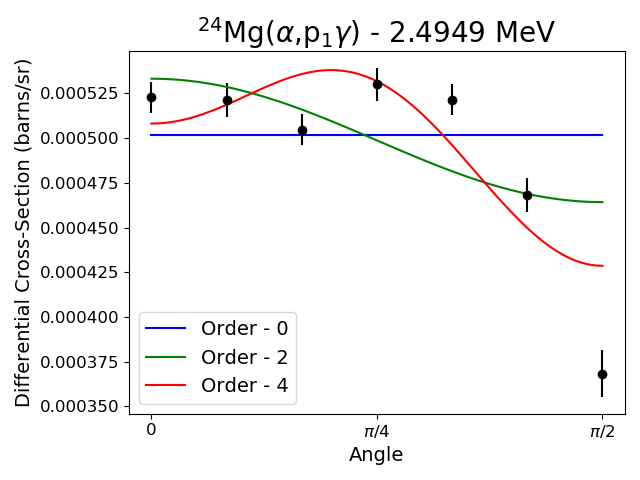 ²⁴Mg(α,p₁γ) - 2.4949 MeV
Differential Cross-Section (barns/sr)
0.000525
0.000500
0.000475
0.000450
0.000425
0.000400
0.000375
0.000350
Order - 0
Order - 2
Order - 4
0
π/4
π/2
Angle